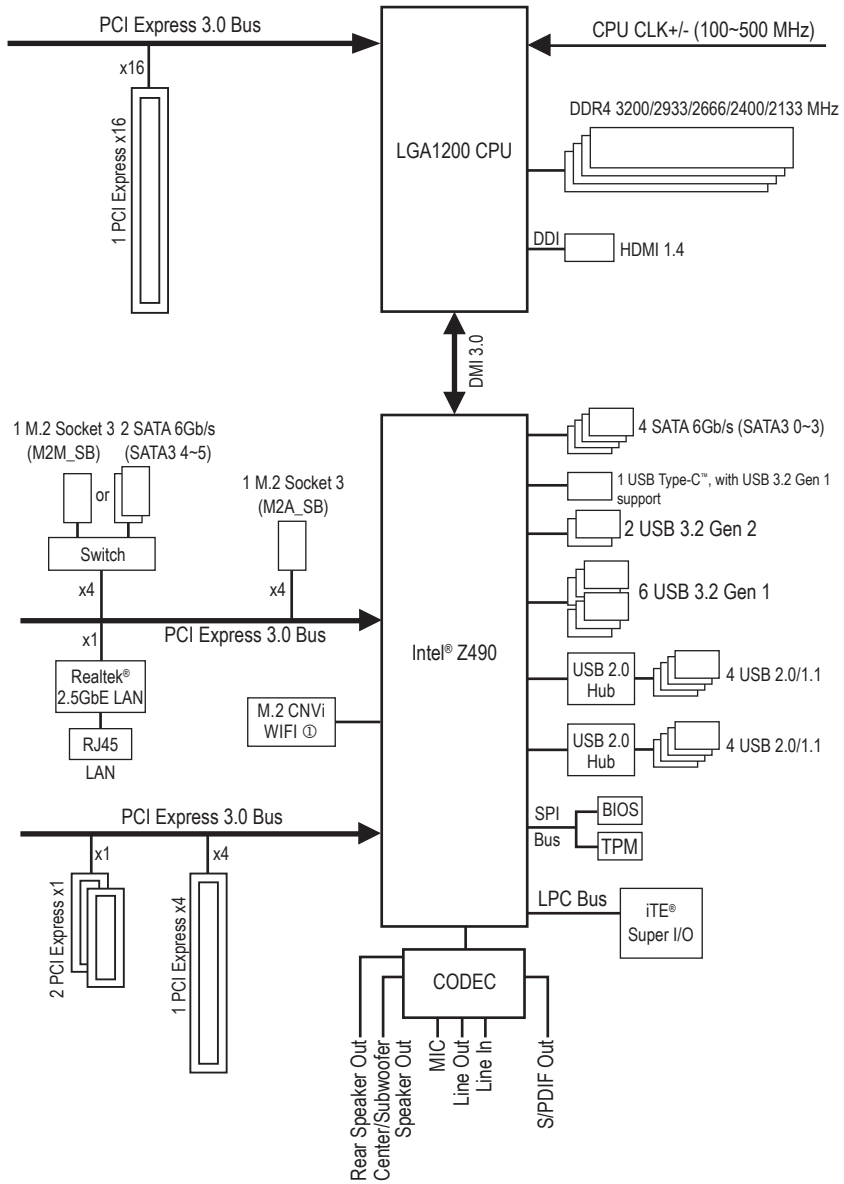 PCI Express 3.0 Bus
CPU CLK+/- (100~500 MHz)
x16
1 PCI Express x16
LGA1200 CPU
DDR4 3200/2933/2666/2400/2133 MHz
DDI
HDMI 1.4
DMI 3.0
1 M.2 Socket 3
(M2M_SB)
or
2 SATA 6Gb/s
(SATA3 4~5)
Switch
x4
1 M.2 Socket 3
(M2A_SB)
x4
PCI Express 3.0 Bus
x1
Realtek®
2.5GbE LAN
RJ45
LAN
M.2 CNVi
WIFI ①
Intel® Z490
4 SATA 6Gb/s (SATA3 0~3)
1 USB Type-C™, with USB 3.2 Gen 1
support
2 USB 3.2 Gen 2
6 USB 3.2 Gen 1
USB 2.0
Hub
4 USB 2.0/1.1
USB 2.0
Hub
4 USB 2.0/1.1
SPI
Bus
BIOS
TPM
LPC Bus
iTE®
Super I/O
PCI Express 3.0 Bus
x1
x4
2 PCI Express x1
1 PCI Express x4
CODEC
Rear Speaker Out
Center/Subwoofer
Speaker Out
MIC
Line Out
Line In
S/PDIF Out